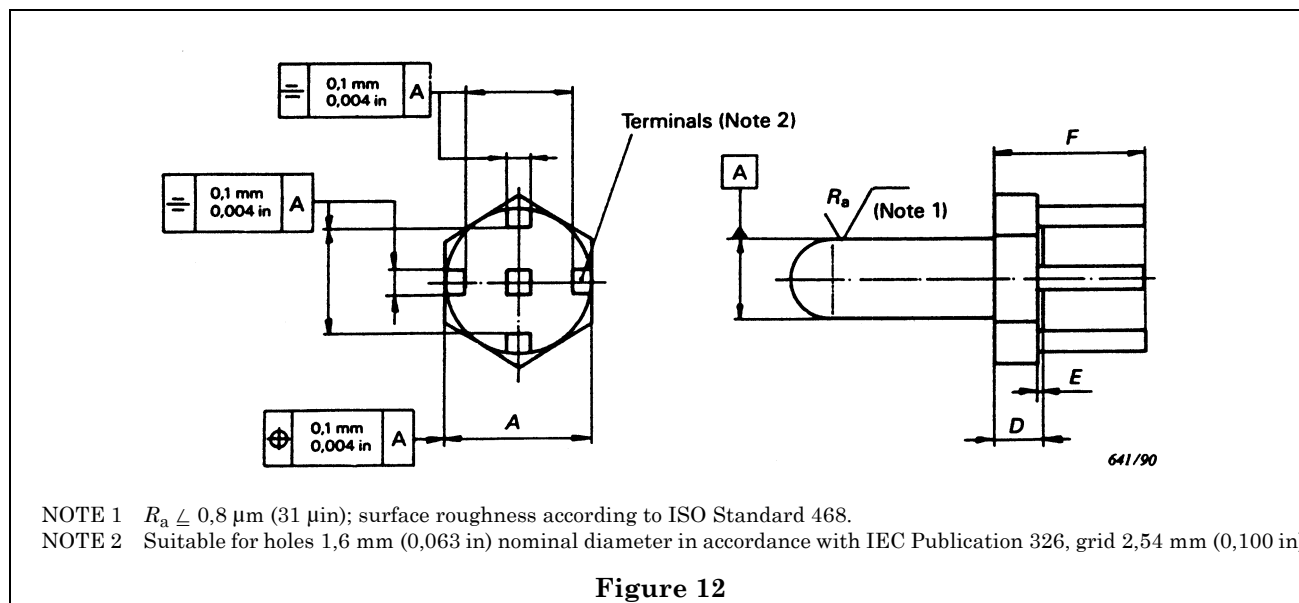 0,1 mm
0,004 in
A
Terminals (Note 2)
F
0,1 mm
0,004 in
A
A
Ra
(Note 1)
E
0,1 mm
0,004 in
A
A
D
641/90
NOTE 1 Ra ≦ 0,8 μm (31 μin); surface roughness according to ISO Standard 468.
NOTE 2 Suitable for holes 1,6 mm (0,063 in) nominal diameter in accordance with IEC Publication 326, grid 2,54 mm (0,100 in
Figure 12